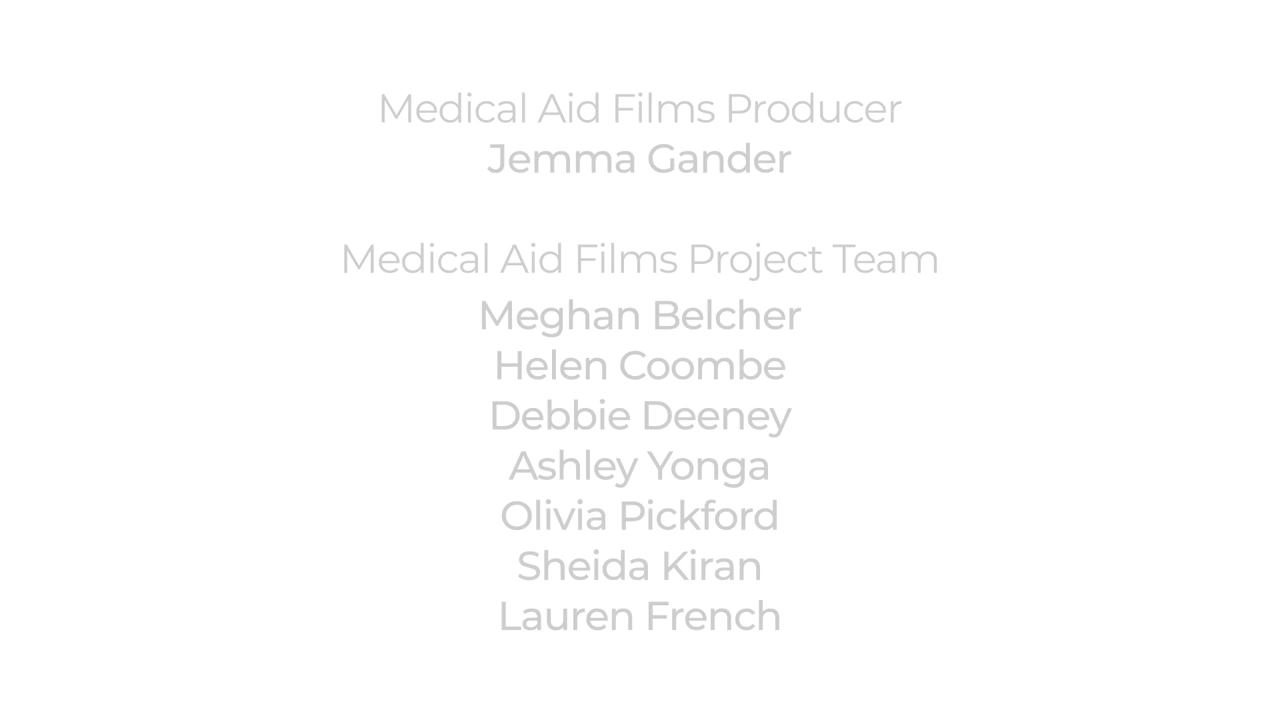 Medical Aid Films Producer
Jemma Gander
Medical Aid Films Project Team
Meghan Belcher
Helen Coombe
Debbie Deeney
Ashley Yonga
Olivia Pickford
Sheida Kiran
Lauren French